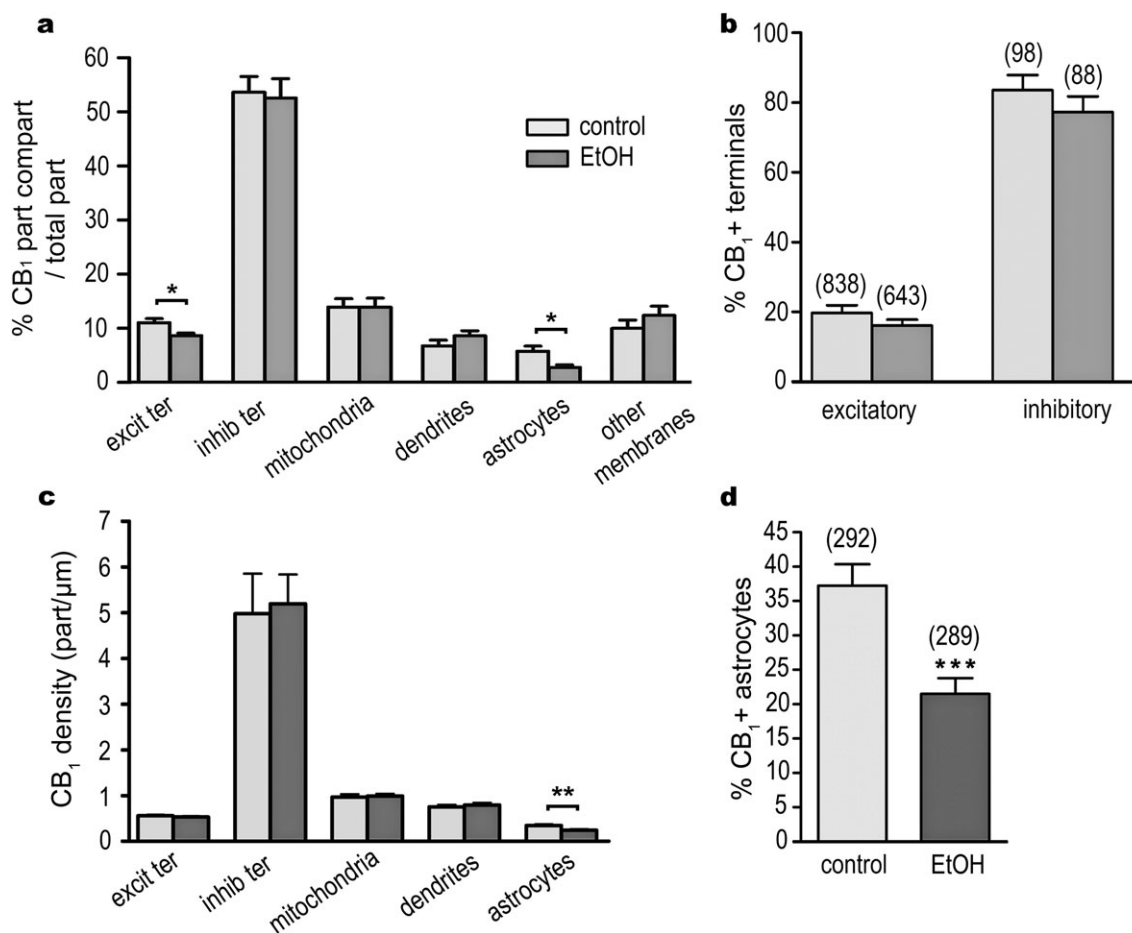 a
% CB₁ part compart
/ total part
60
50
40
30
20
10
0
control
EtOH
*
*
excit ter
inhib ter
mitochondria
dendrites
astrocytes
other
membranes
b
% CB₁+ terminals
100
80
60
40
20
0
(98)
(88)
(838)
(643)
excitatory
inhibitory
c
CB₁ density (part/μm)
7
6
5
4
3
2
1
0
**
excit ter
inhib ter
mitochondria
dendrites
astrocytes
d
% CB₁+ astrocytes
45
40
35
30
25
20
15
10
5
0
(292)
(289)
***
control
EtOH